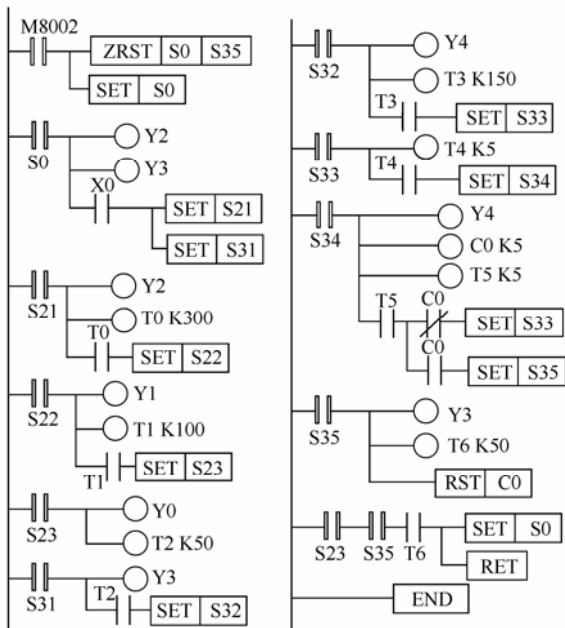 M8002
ZRST S0 S35
SET S0
S0
Y2
Y3
X0
SET S21
SET S31
S21
Y2
T0 K300
T0
SET S22
S22
Y1
T1 K100
T1
SET S23
S23
Y0
T2 K50
S31
Y3
T2
SET S32
S32
Y4
T3 K150
T3
SET S33
S33
T4 K5
T4
SET S34
S34
Y4
C0 K5
T5 K5
T5
C0
SET S33
C0
SET S35
S35
Y3
T6 K50
RST C0
S23
S35
T6
SET S0
RET
END